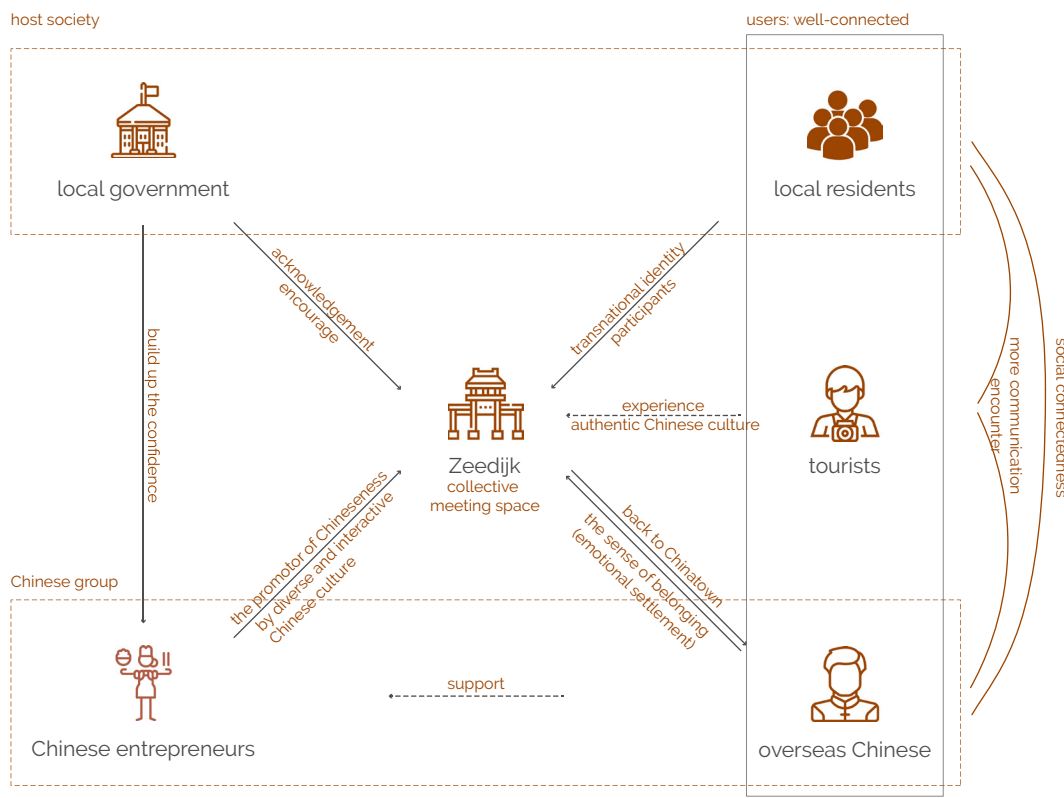 host society
users: well-connected
local government
local residents
acknowledgement
encourage
transnational identity
participants
build up the confidence
more communication
encounter
social connectedness
experience
authentic Chinese culture
Zeedijk
collective
meeting space
tourists
the promotor of Chineseness
by diverse and interactive
Chinese culture
back to Chinatown
the sense of belonging
(emotional settlement)
Chinese group
support
Chinese entrepreneurs
overseas Chinese